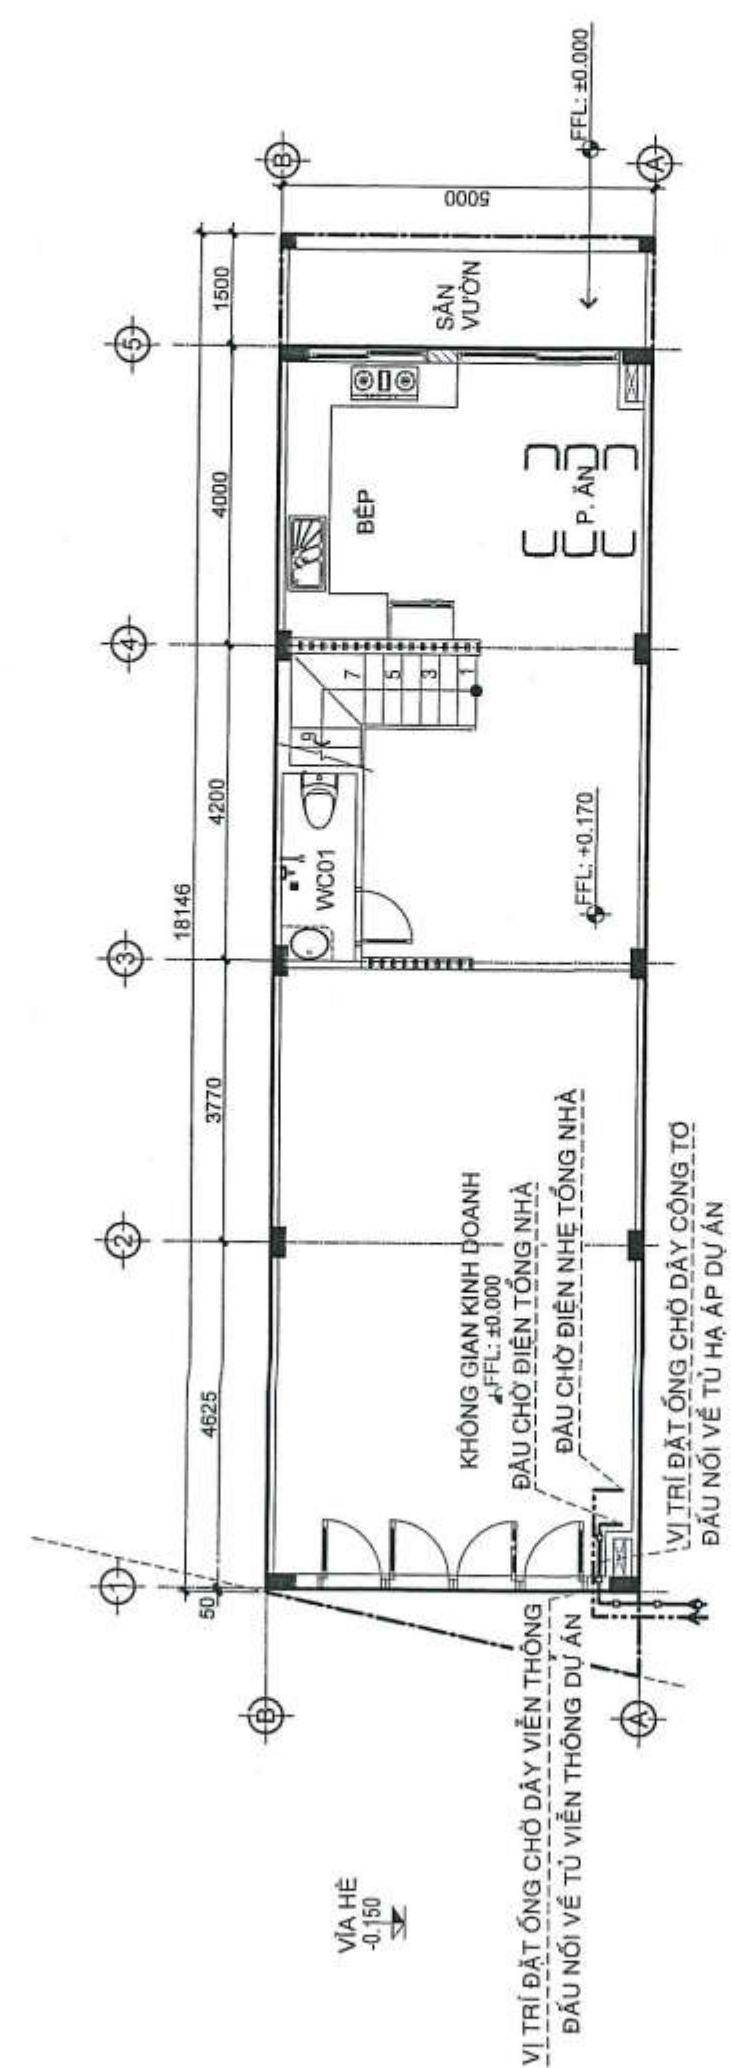 1
2
3
4
5
18146
50
4625
3770
4200
4000
1500
B
B
WC01
9
7
5
3
1
BẾP
SÂN
VƯỜN
5000
VỈA HÈ
-0.150
KHÔNG GIAN KINH DOANH
FFL: ±0.000
ĐẦU CHỜ ĐIỆN TỔNG NHÀ
ĐẦU CHỜ ĐIỆN NHẸ TỔNG NHÀ
FFL: +0.170
P. ĂN
FFL: ±0.000
A
A
VỊ TRÍ ĐẶT ỐNG CHỜ DÂY VIỄN THÔNG
ĐẤU NỐI VỀ TỦ VIỄN THÔNG DỰ ÁN
VỊ TRÍ ĐẶT ỐNG CHỜ DÂY CÔNG TƠ
ĐẤU NỐI VỀ TỦ HẠ ÁP DỰ ÁN